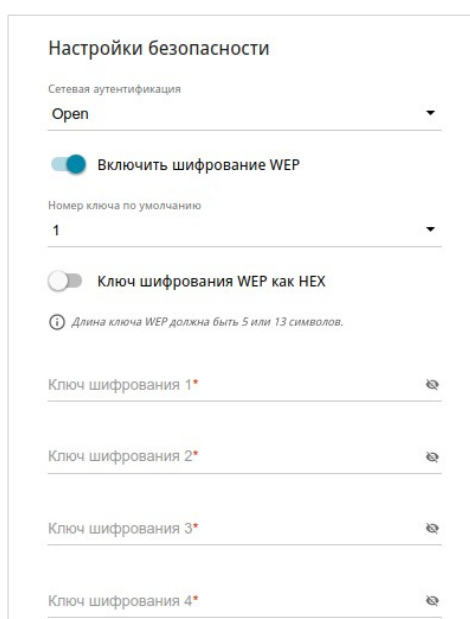 Настройки безопасности
Сетевая аутентификация
Open
Включить шифрование WEP
Номер ключа по умолчанию
1
Ключ шифрования WEP как HEX
Длина ключа WEP должна быть 5 или 13 символов.
Ключ шифрования 1*
Ключ шифрования 2*
Ключ шифрования 3*
Ключ шифрования 4*